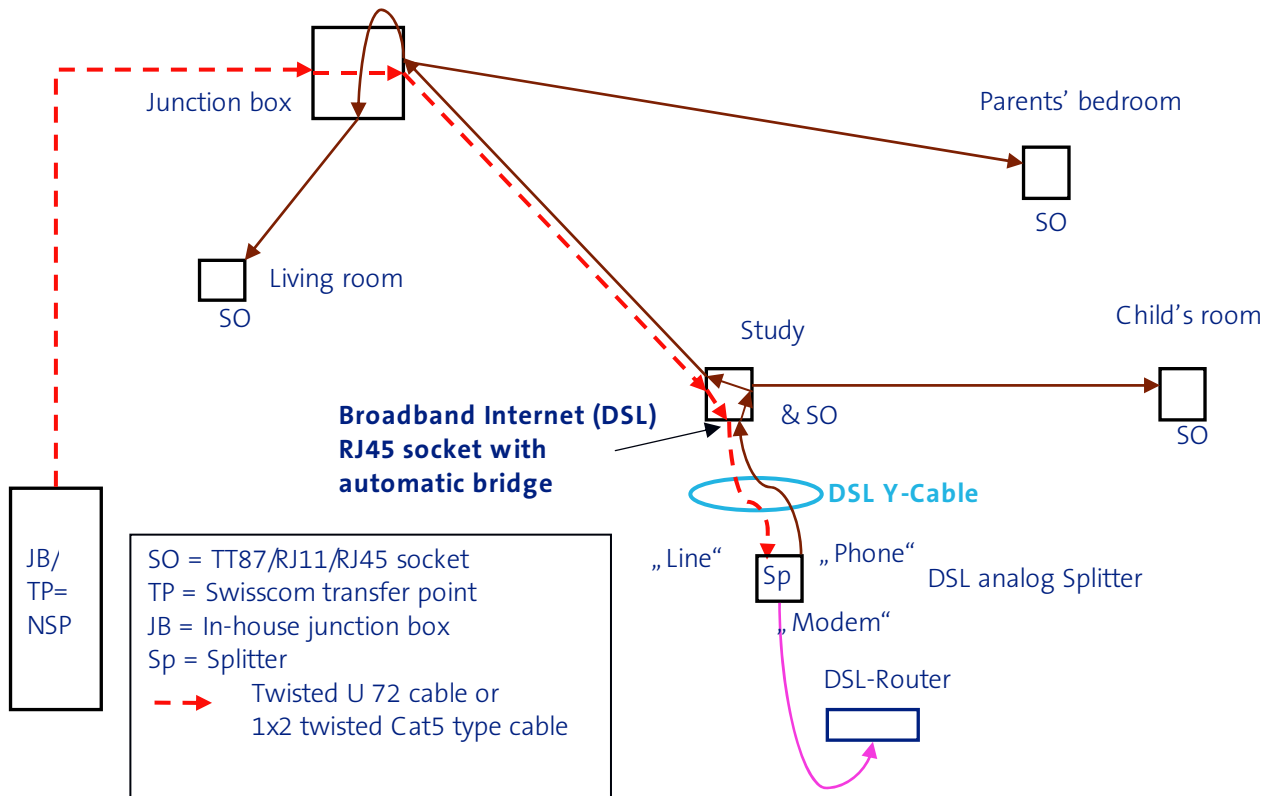 Junction box
Parents’ bedroom
SO
Living room
SO
Study
Child’s room
Broadband Internet (DSL)
RJ45 socket with
automatic bridge
& SO
SO
DSL Y-Cable
JB/
TP=
NSP
SO = TT87/RJ11/RJ45 socket
TP = Swisscom transfer point
JB = In-house junction box
Sp = Splitter
Twisted U 72 cable or
1x2 twisted Cat5 type cable
„Line“
„Phone“
Sp
DSL analog Splitter
„Modem“
DSL-Router